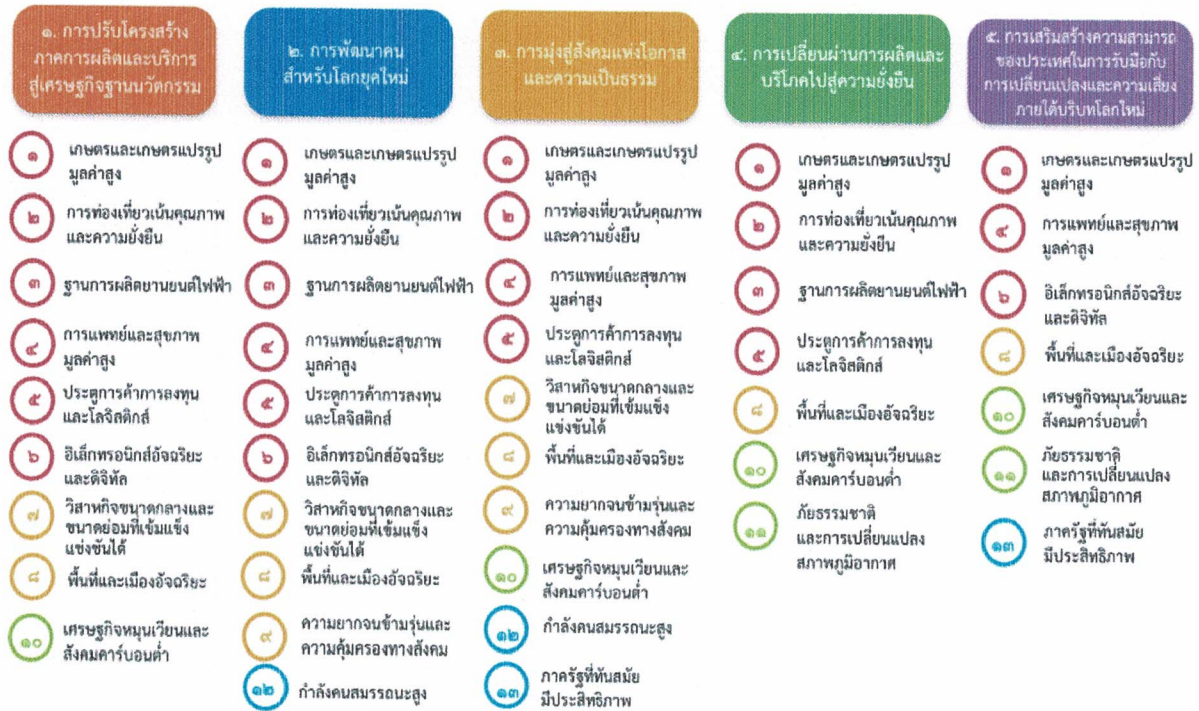 ๑. การปรับโครงสร้าง
ภาคการผลิตและบริการ
สู่เศรษฐกิจฐานนวัตกรรม
๑
เกษตรและเกษตรแปรรูป
มูลค่าสูง
๒
การท่องเที่ยวเน้นคุณภาพ
และความยั่งยืน
๓
ฐานการผลิตยานยนต์ไฟฟ้า
๔
การแพทย์และสุขภาพ
มูลค่าสูง
๕
ประตูการค้าการลงทุน
และโลจิสติกส์
๖
อิเล็กทรอนิกส์อัจฉริยะ
และดิจิทัล
๗
วิสาหกิจขนาดกลางและ
ขนาดย่อมที่เข้มแข็ง
แข่งขันได้
๘
พื้นที่และเมืองอัจฉริยะ
๑๐
เศรษฐกิจหมุนเวียนและ
สังคมคาร์บอนต่ำ
๒. การพัฒนาคน
สำหรับโลกยุคใหม่
๑
เกษตรและเกษตรแปรรูป
มูลค่าสูง
๒
การท่องเที่ยวเน้นคุณภาพ
และความยั่งยืน
๓
ฐานการผลิตยานยนต์ไฟฟ้า
๔
การแพทย์และสุขภาพ
มูลค่าสูง
๕
ประตูการค้าการลงทุน
และโลจิสติกส์
๖
อิเล็กทรอนิกส์อัจฉริยะ
และดิจิทัล
๗
วิสาหกิจขนาดกลางและ
ขนาดย่อมที่เข้มแข็ง
แข่งขันได้
๘
พื้นที่และเมืองอัจฉริยะ
๙
ความยากจนข้ามรุ่นและ
ความคุ้มครองทางสังคม
๑๒
กำลังคนสมรรถนะสูง
๓. การมุ่งสู่สังคมแห่งโอกาส
และความเป็นธรรม
๑
เกษตรและเกษตรแปรรูป
มูลค่าสูง
๒
การท่องเที่ยวเน้นคุณภาพ
และความยั่งยืน
๔
การแพทย์และสุขภาพ
มูลค่าสูง
๕
ประตูการค้าการลงทุน
และโลจิสติกส์
๗
วิสาหกิจขนาดกลางและ
ขนาดย่อมที่เข้มแข็ง
แข่งขันได้
๘
พื้นที่และเมืองอัจฉริยะ
๙
ความยากจนข้ามรุ่นและ
ความคุ้มครองทางสังคม
๑๐
เศรษฐกิจหมุนเวียนและ
สังคมคาร์บอนต่ำ
๑๒
กำลังคนสมรรถนะสูง
๑๓
ภาครัฐที่ทันสมัย
มีประสิทธิภาพ
๔. การเปลี่ยนผ่านการผลิตและ
บริโภคไปสู่ความยั่งยืน
๑
เกษตรและเกษตรแปรรูป
มูลค่าสูง
๒
การท่องเที่ยวเน้นคุณภาพ
และความยั่งยืน
๓
ฐานการผลิตยานยนต์ไฟฟ้า
๕
ประตูการค้าการลงทุน
และโลจิสติกส์
๘
พื้นที่และเมืองอัจฉริยะ
๑๐
เศรษฐกิจหมุนเวียนและ
สังคมคาร์บอนต่ำ
๑๑
ภัยธรรมชาติ
และการเปลี่ยนแปลง
สภาพภูมิอากาศ
๕. การเสริมสร้างความสามารถ
ของประเทศในการรับมือกับ
การเปลี่ยนแปลงและความเสี่ยง
ภายใต้บริบทโลกใหม่
๑
เกษตรและเกษตรแปรรูป
มูลค่าสูง
๔
การแพทย์และสุขภาพ
มูลค่าสูง
๖
อิเล็กทรอนิกส์อัจฉริยะ
และดิจิทัล
๘
พื้นที่และเมืองอัจฉริยะ
๑๐
เศรษฐกิจหมุนเวียนและ
สังคมคาร์บอนต่ำ
๑๑
ภัยธรรมชาติ
และการเปลี่ยนแปลง
สภาพภูมิอากาศ
๑๓
ภาครัฐที่ทันสมัย
มีประสิทธิภาพ